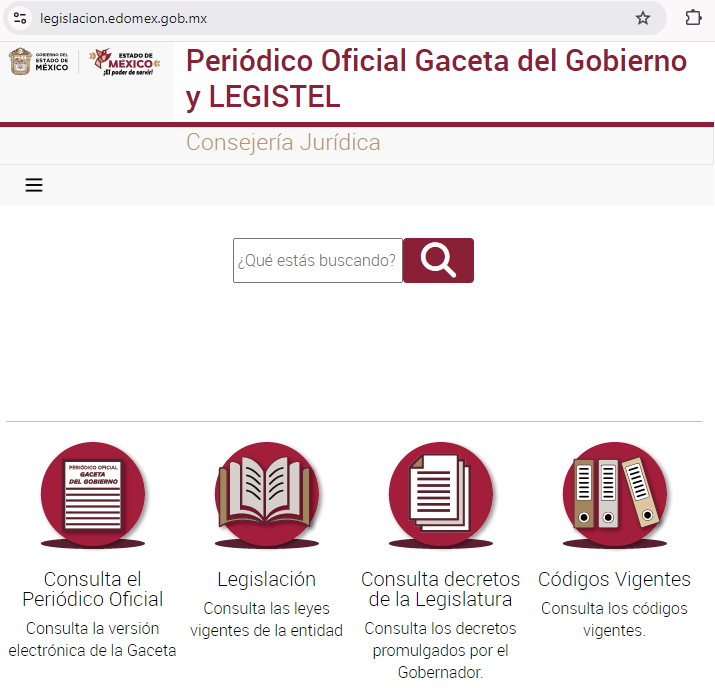 legislacion.edomex.gob.mx
GOBIERNO DEL
ESTADO DE
MÉXICO
ESTADO DE
MÉXICO
¡El poder de servir!
Periódico Oficial Gaceta del Gobierno
y LEGISTEL
Consejería Jurídica
¿Qué estás buscando?
PERIÓDICO OFICIAL
GACETA
DEL GOBIERNO
Consulta el
Periódico Oficial
Consulta la versión
electrónica de la Gaceta
Legislación
Consulta las leyes
vigentes de la entidad
Consulta decretos
de la Legislatura
Consulta los decretos
promulgados por el
Gobernador.
Códigos Vigentes
Consulta los códigos
vigentes.